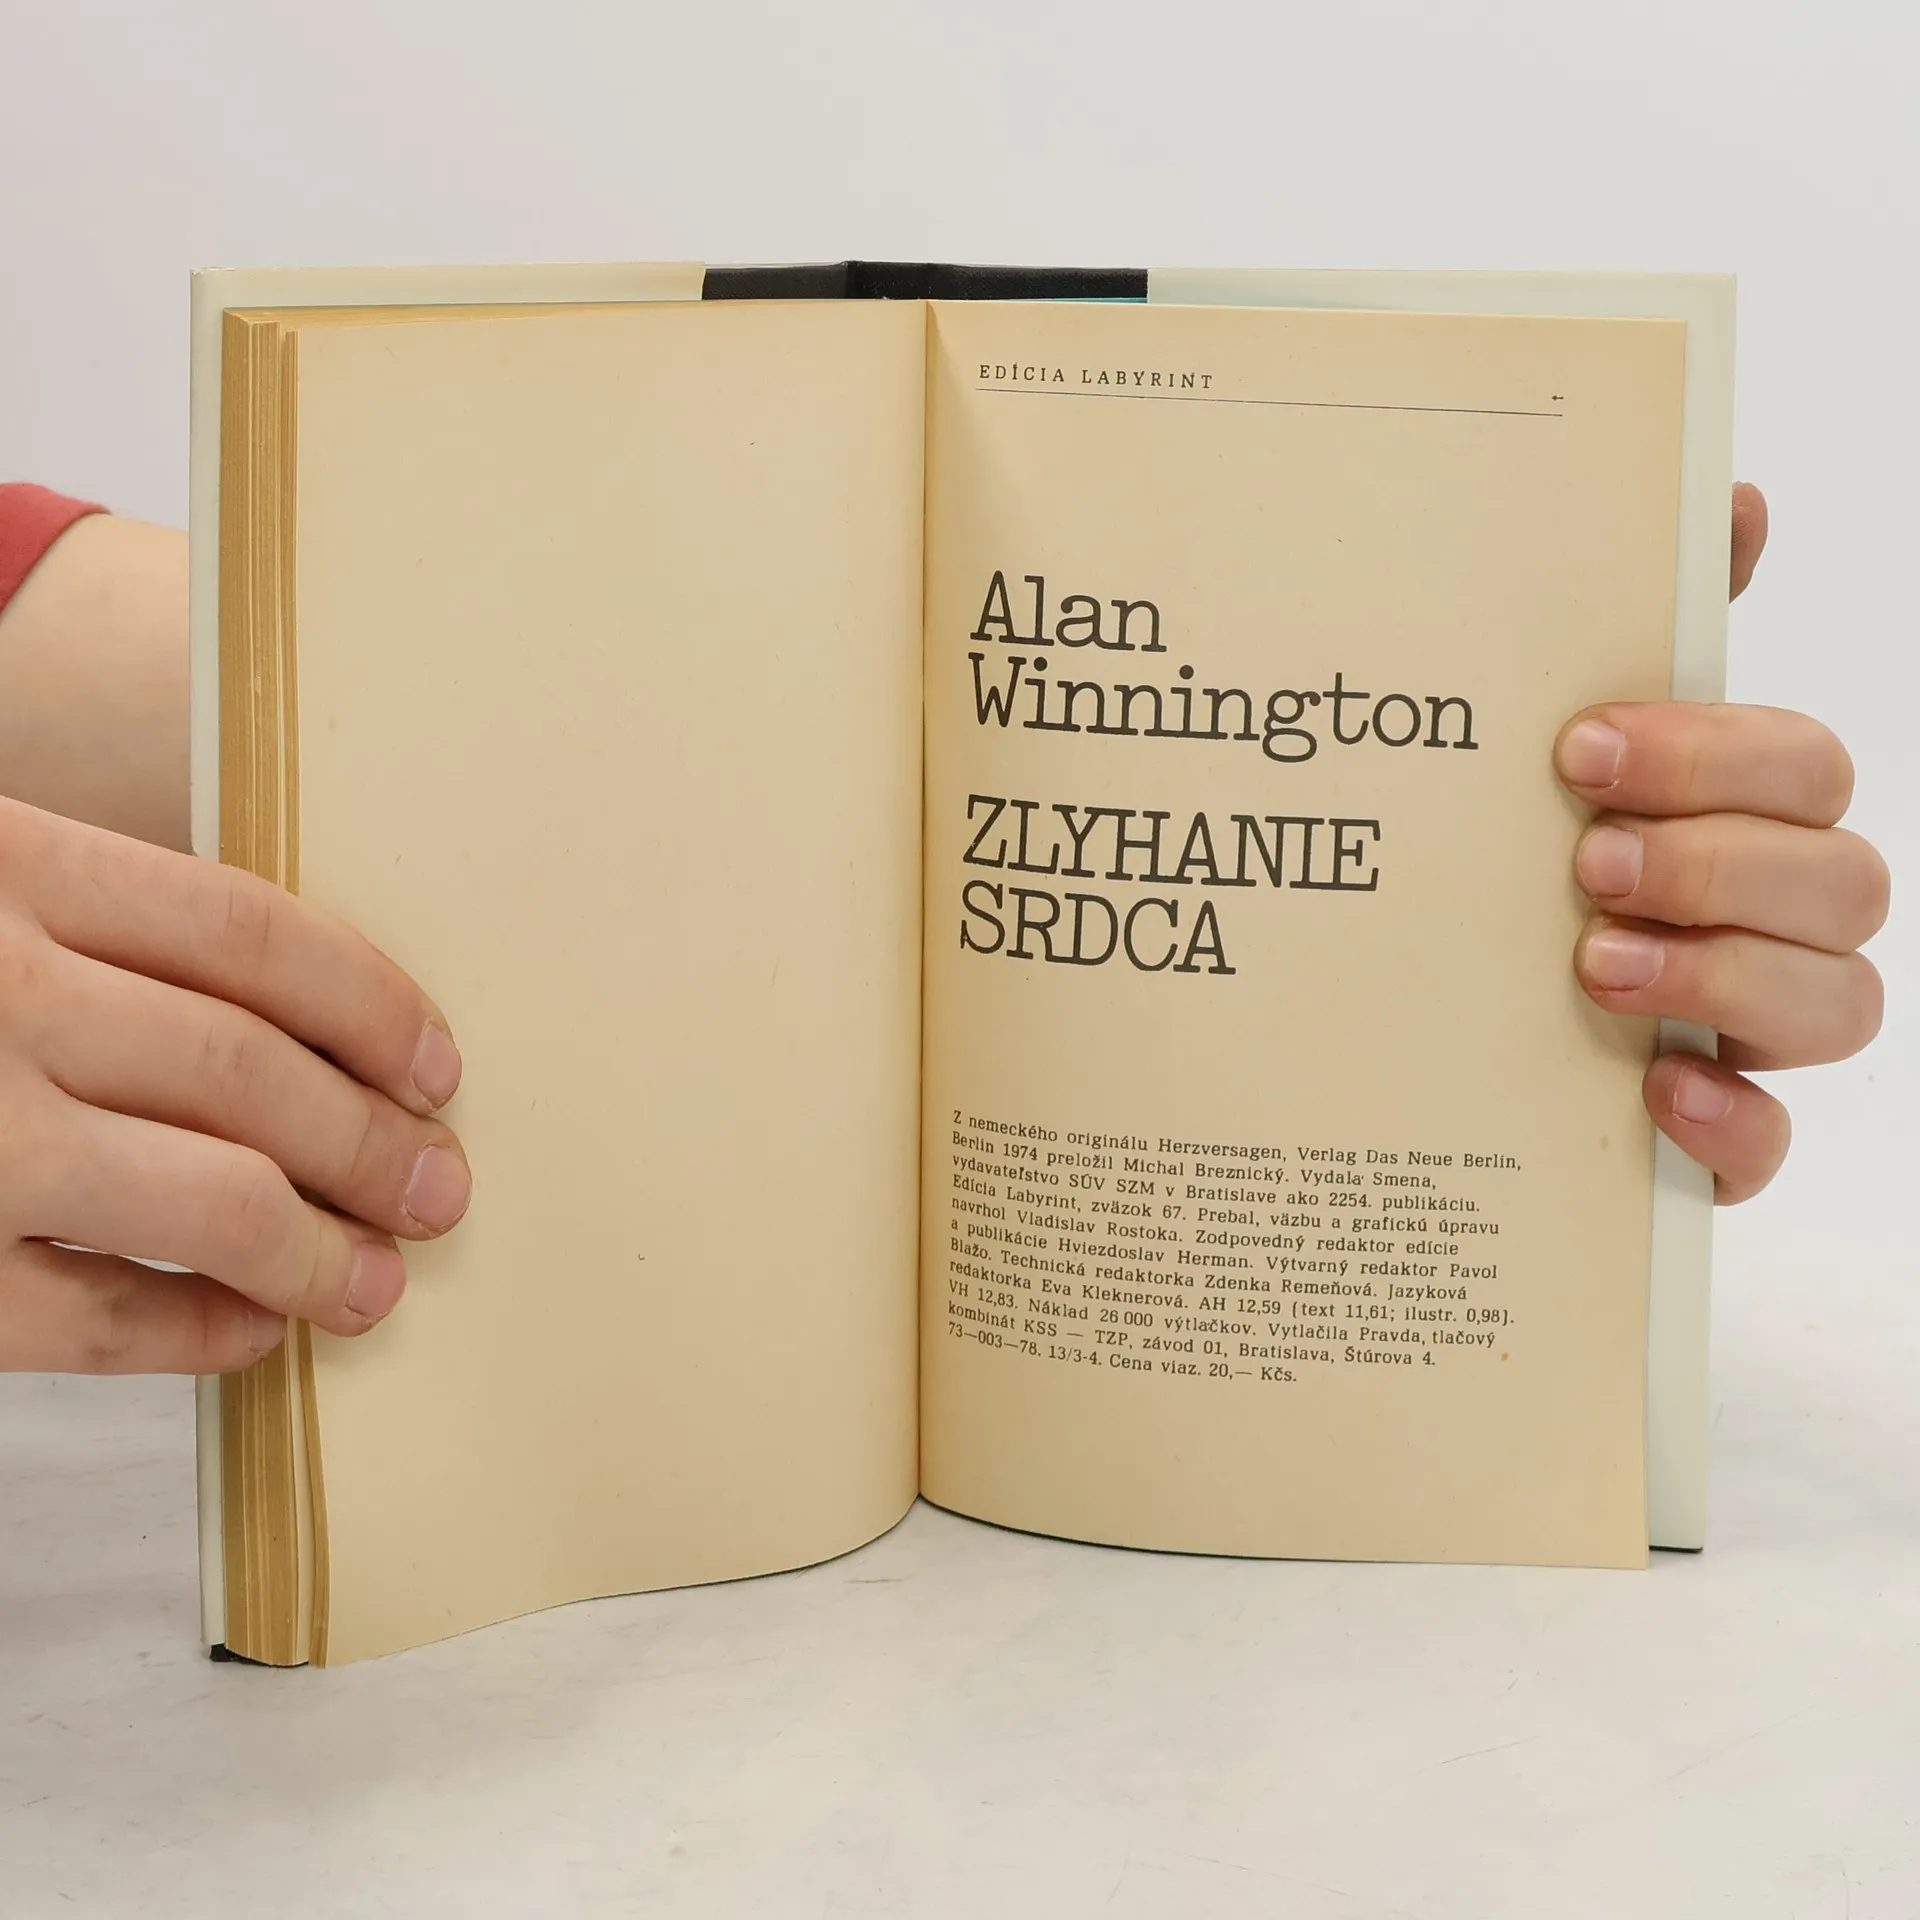 EDÍCIA LABYRINT
Alan
Winnington
ZLYHANIE
SRDCA
Z nemeckého originálu Herzversagen, Verlag Das Neue Berlin,
Berlin 1974 preložil Michal Breznický. Vydala Smena,
vydavateľstvo SÚV SZM v Bratislave ako 2254. publikáciu.
Edícia Labyrint, zväzok 67. Prebal, väzbu a grafickú úpravu
navrhol Vladislav Rostoka. Zodpovedný redaktor edície
a publikácie Hviezdoslav Herman. Výtvarný redaktor Pavol
Blažo. Technická redaktorka Zdenka Remeňová. Jazyková
redaktorka Eva Kleknerová. AH 12,59 (text 11,61; ilustr. 0,98).
VH 12,83. Náklad 26 000 výtlačkov. Vytlačila Pravda, tlačový
kombinát KSS — TZP, závod 01, Bratislava, Štúrova 4.
73—003—78. 13/3-4. Cena viaz. 20,— Kčs.